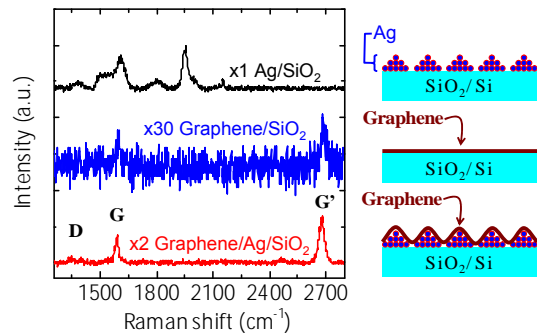 Intensity (a.u.)
x1 Ag/SiO₂
x30 Graphene/SiO₂
D
G
G’
x2 Graphene/Ag/SiO₂
1500 1800 2100 2400 2700
Raman shift (cm⁻¹)
Ag
SiO₂/Si
Graphene
SiO₂/Si
Graphene
SiO₂/Si